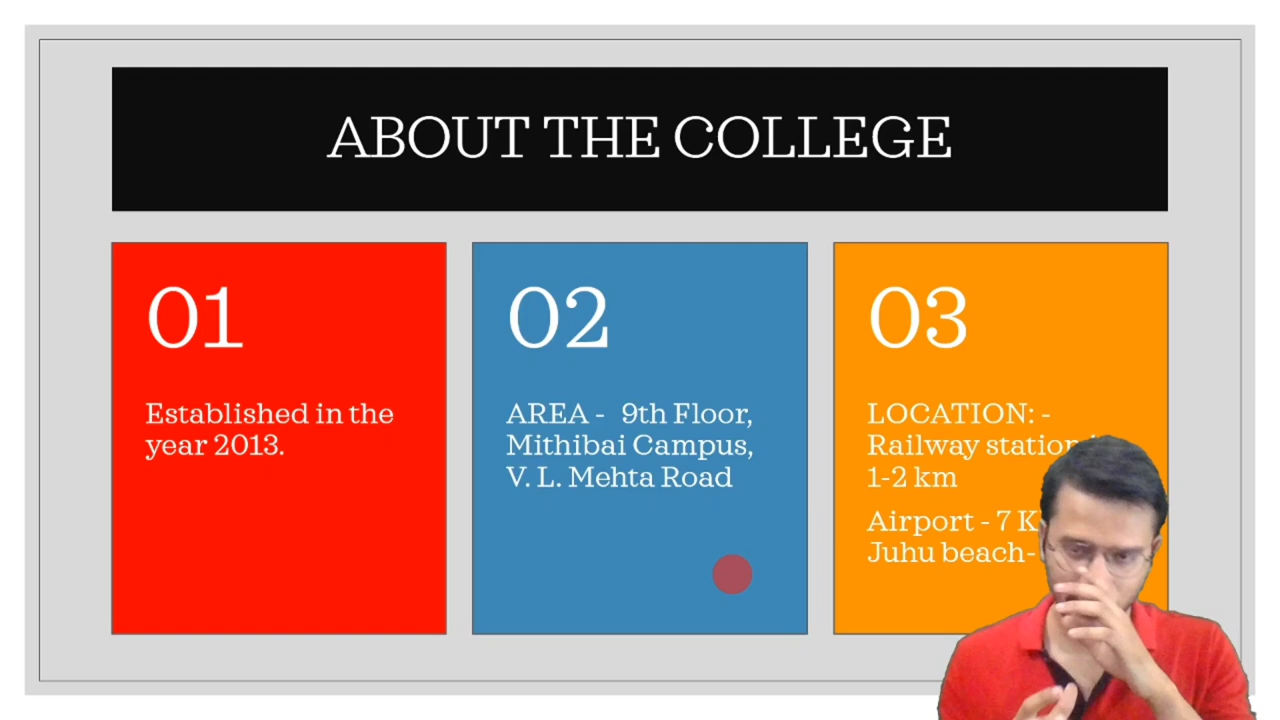 ABOUT THE COLLEGE
01
Established in the
year 2013.
02
AREA - 9th Floor,
Mithibai Campus,
V. L. Mehta Road
03
LOCATION: -
Railway station
1-2 km
Airport - 7
Juhu beach-